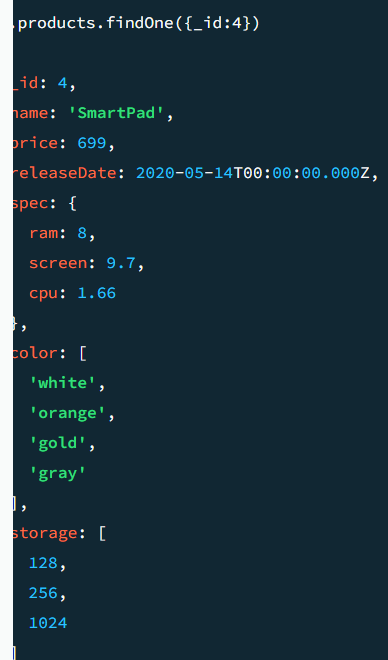 .products.findOne({_id:4})
_id: 4,
name: 'SmartPad',
price: 699,
releaseDate: 2020-05-14T00:00:00.000Z,
spec: {
ram: 8,
screen: 9.7,
cpu: 1.66
},
color: [
'white',
'orange',
'gold',
'gray'
],
storage: [
128,
256,
1024
]